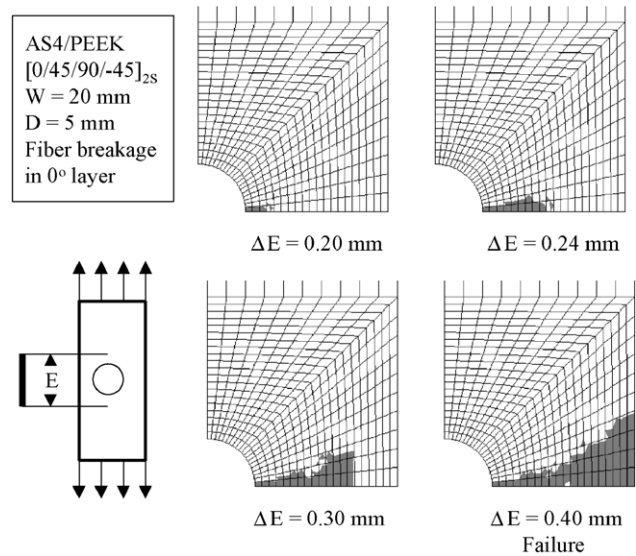 AS4/PEEK
[0/45/90/-45]2S
W = 20 mm
D = 5 mm
Fiber breakage
in 0º layer
ΔE = 0.20 mm
ΔE = 0.24 mm
E
ΔE = 0.30 mm
ΔE = 0.40 mm
Failure